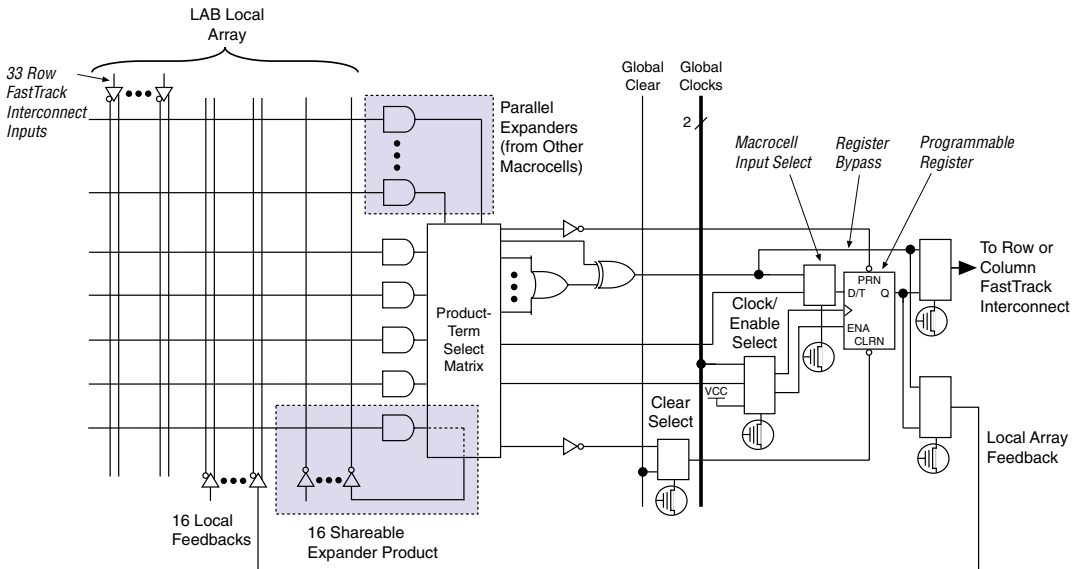 LAB Local
Array
33 Row
FastTrack
Interconnect
Inputs
Parallel
Expanders
(from Other
Macrocells)
Global
Clear
Global
Clocks
2
Macrocell
Input Select
Register
Bypass
Programmable
Register
To Row or
Column
FastTrack
Interconnect
PRN
D/T
Q
ENA
CLRN
Clock/
Enable
Select
Product-
Term
Select
Matrix
VCC
Clear
Select
Local Array
Feedback
16 Local
Feedbacks
16 Shareable
Expander Product